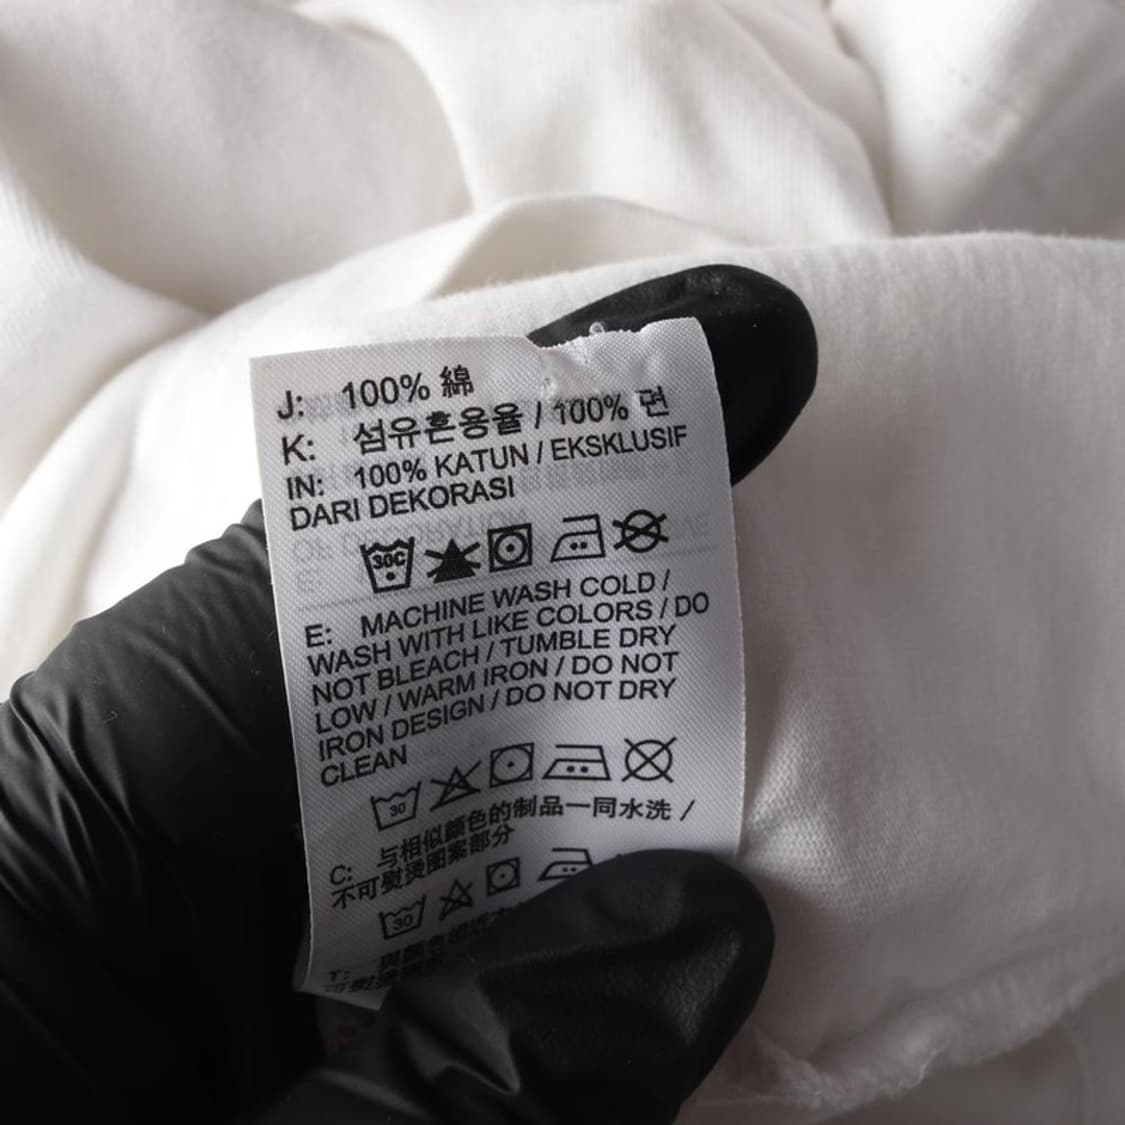 J: 100% 綿
K: 섬유혼용율 / 100% 면
IN: 100% KATUN / EKSKLUSIF
DARI DEKORASI
30C
E: MACHINE WASH COLD /
WASH WITH LIKE COLORS / DO
NOT BLEACH / TUMBLE DRY
LOW / WARM IRON / DO NOT
IRON DESIGN / DO NOT DRY
CLEAN
30
C: 与相似顏色的制品一同水洗 /
不可熨烫图案部分
30
T: